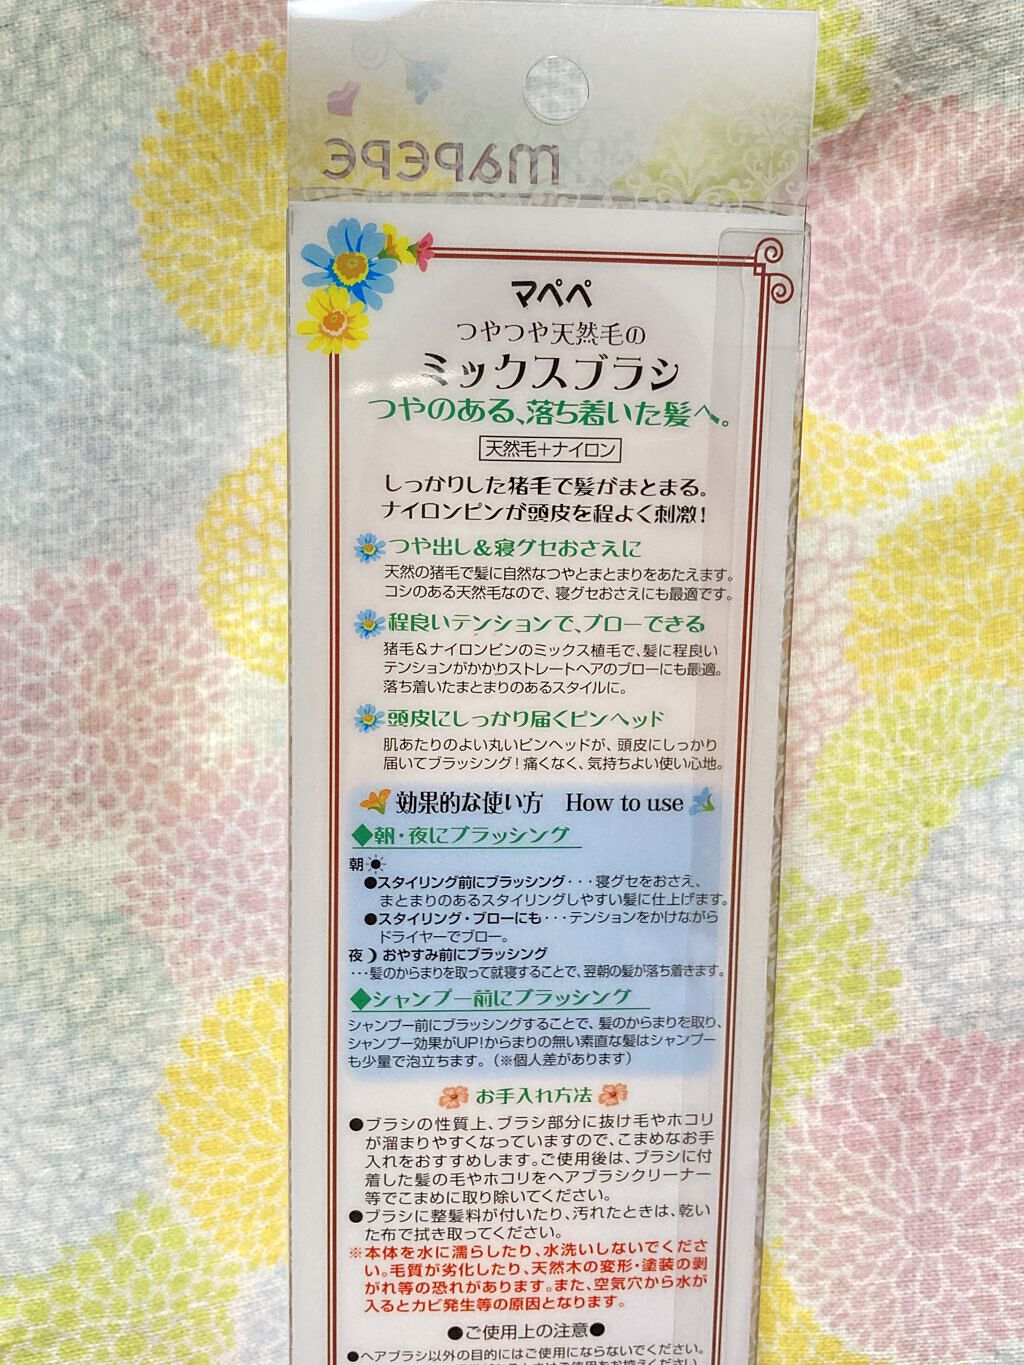 mapepe
マペペ
つやつや天然毛の
ミックスブラシ
つやのある、落ち着いた髪へ。
天然毛+ナイロン
しっかりした猪毛で髪がまとまる。
ナイロンピンが頭皮を程よく刺激!
つや出し&寝グセおさえに
天然の猪毛で髪に自然なつやとまとまりをあたえます。
コシのある天然毛なので、寝グセおさえにも最適です。
程良いテンションで、ブローできる
猪毛&ナイロンピンのミックス植毛で、髪に程良い
テンションがかかりストレートヘアのブローにも最適。
落ち着いたまとまりのあるスタイルに。
頭皮にしっかり届くピンヘッド
肌あたりのよい丸いピンヘッドが、頭皮にしっかり
届いてブラッシング!痛くなく、気持ちよい使い心地。
効果的な使い方 How to use
◆朝・夜にブラッシング
朝
●スタイリング前にブラッシング・・・寝グセをおさえ、
まとまりのあるスタイリングしやすい髪に仕上げます。
●スタイリング・ブローにも・・・テンションをかけながら
ドライヤーでブロー。
夜 おやすみ前にブラッシング
・・・髪のからまりを取って就寝することで、翌朝の髪が落ち着きます。
◆シャンプー前にブラッシング
シャンプー前にブラッシングすることで、髪のからまりを取り、
シャンプー効果がUP!からまりの無い素直な髪はシャンプー
も少量で泡立ちます。(※個人差があります)
お手入れ方法
●ブラシの性質上、ブラシ部分に抜け毛やホコリ
が溜まりやすくなっていますので、こまめなお手
入れをおすすめします。ご使用後は、ブラシに付
着した髪の毛やホコリをヘアブラシクリーナー
等でこまめに取り除いてください。
●ブラシに整髪料が付いたり、汚れたときは、乾い
た布で拭き取ってください。
※本体を水に濡らしたり、水洗いしないでくださ
い。毛質が劣化したり、天然木の変形・塗装の剥
がれ等の恐れがあります。また、空気穴から水が
入るとカビ発生等の原因となります。
●ご使用上の注意●
●ヘアブラシ以外の目的にはご使用にならないでください。